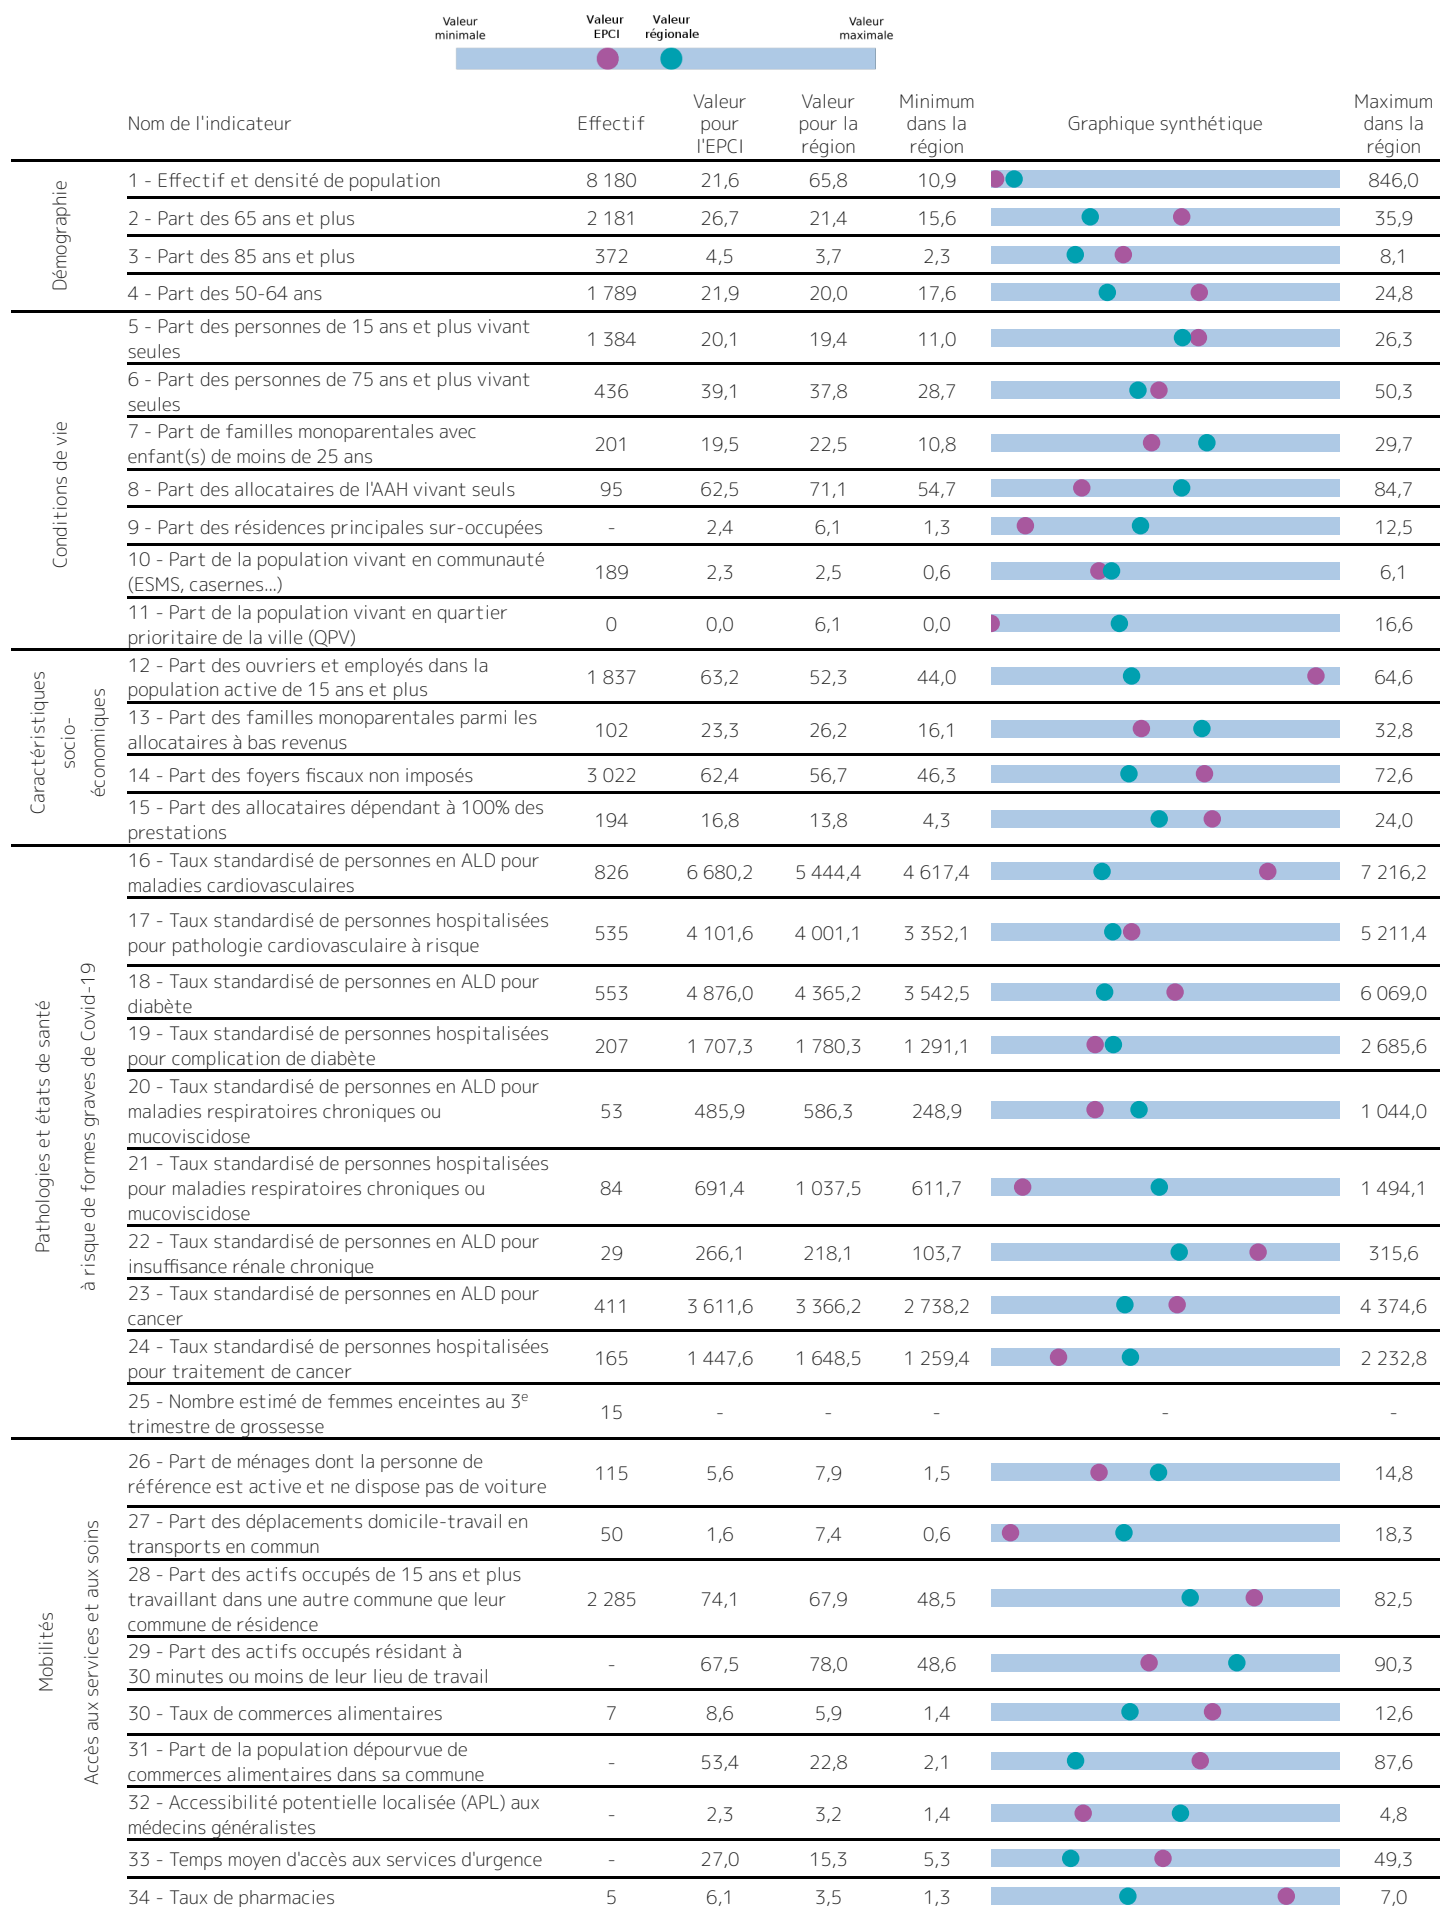 Valeur
minimale
Valeur
EPCI
Valeur
régionale
Valeur
maximale
Nom de l'indicateur
Effectif
Valeur
pour
l'EPCI
Valeur
pour la
région
Minimum
dans la
région
Graphique synthétique
Maximum
dans la
région
Démographie
1 - Effectif et densité de population 8 180 21,6 65,8 10,9 846,0
2 - Part des 65 ans et plus 2 181 26,7 21,4 15,6 35,9
3 - Part des 85 ans et plus 372 4,5 3,7 2,3 8,1
4 - Part des 50-64 ans 1 789 21,9 20,0 17,6 24,8
Conditions de vie
5 - Part des personnes de 15 ans et plus vivant
seules 1 384 20,1 19,4 11,0 26,3
6 - Part des personnes de 75 ans et plus vivant
seules 436 39,1 37,8 28,7 50,3
7 - Part de familles monoparentales avec
enfant(s) de moins de 25 ans 201 19,5 22,5 10,8 29,7
8 - Part des allocataires de l'AAH vivant seuls 95 62,5 71,1 54,7 84,7
9 - Part des résidences principales sur-occupées - 2,4 6,1 1,3 12,5
10 - Part de la population vivant en communauté
(ESMS, casernes...) 189 2,3 2,5 0,6 6,1
11 - Part de la population vivant en quartier
prioritaire de la ville (QPV) 0 0,0 6,1 0,0 16,6
Caractéristiques
socio-
économiques
12 - Part des ouvriers et employés dans la
population active de 15 ans et plus 1 837 63,2 52,3 44,0 64,6
13 - Part des familles monoparentales parmi les
allocataires à bas revenus 102 23,3 26,2 16,1 32,8
14 - Part des foyers fiscaux non imposés 3 022 62,4 56,7 46,3 72,6
15 - Part des allocataires dépendant à 100% des
prestations 194 16,8 13,8 4,3 24,0
Pathologies et états de santé
à risque de formes graves de Covid-19
16 - Taux standardisé de personnes en ALD pour
maladies cardiovasculaires 826 6 680,2 5 444,4 4 617,4 7 216,2
17 - Taux standardisé de personnes hospitalisées
pour pathologie cardiovasculaire à risque 535 4 101,6 4 001,1 3 352,1 5 211,4
18 - Taux standardisé de personnes en ALD pour
diabète 553 4 876,0 4 365,2 3 542,5 6 069,0
19 - Taux standardisé de personnes hospitalisées
pour complication de diabète 207 1 707,3 1 780,3 1 291,1 2 685,6
20 - Taux standardisé de personnes en ALD pour
maladies respiratoires chroniques ou
mucoviscidose 53 485,9 586,3 248,9 1 044,0
21 - Taux standardisé de personnes hospitalisées
pour maladies respiratoires chroniques ou
mucoviscidose 84 691,4 1 037,5 611,7 1 494,1
22 - Taux standardisé de personnes en ALD pour
insuffisance rénale chronique 29 266,1 218,1 103,7 315,6
23 - Taux standardisé de personnes en ALD pour
cancer 411 3 611,6 3 366,2 2 738,2 4 374,6
24 - Taux standardisé de personnes hospitalisées
pour traitement de cancer 165 1 447,6 1 648,5 1 259,4 2 232,8
25 - Nombre estimé de femmes enceintes au 3e
trimestre de grossesse 15 - - - - -
Mobilités
Accès aux services et aux soins
26 - Part de ménages dont la personne de
référence est active et ne dispose pas de voiture 115 5,6 7,9 1,5 14,8
27 - Part des déplacements domicile-travail en
transports en commun 50 1,6 7,4 0,6 18,3
28 - Part des actifs occupés de 15 ans et plus
travaillant dans une autre commune que leur
commune de résidence 2 285 74,1 67,9 48,5 82,5
29 - Part des actifs occupés résidant à
30 minutes ou moins de leur lieu de travail - 67,5 78,0 48,6 90,3
30 - Taux de commerces alimentaires 7 8,6 5,9 1,4 12,6
31 - Part de la population dépourvue de
commerces alimentaires dans sa commune - 53,4 22,8 2,1 87,6
32 - Accessibilité potentielle localisée (APL) aux
médecins généralistes - 2,3 3,2 1,4 4,8
33 - Temps moyen d'accès aux services d'urgence - 27,0 15,3 5,3 49,3
34 - Taux de pharmacies 5 6,1 3,5 1,3 7,0